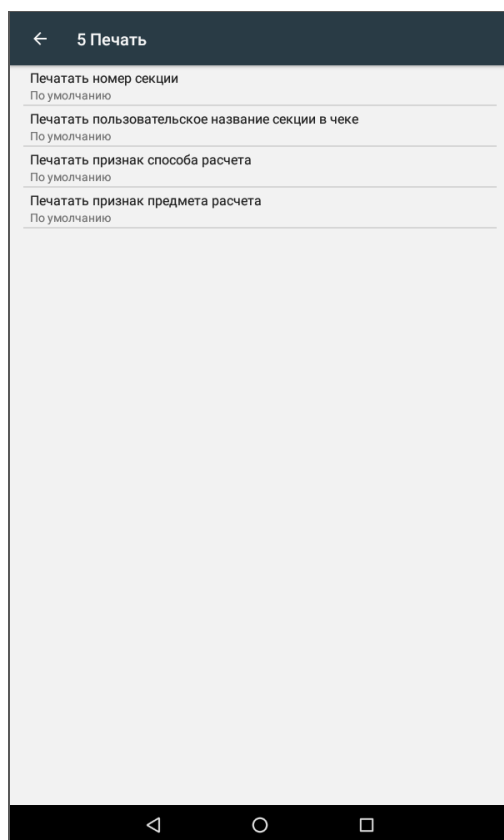 5 Печать
Печатать номер секции
По умолчанию
Печатать пользовательское название секции в чеке
По умолчанию
Печатать признак способа расчета
По умолчанию
Печатать признак предмета расчета
По умолчанию